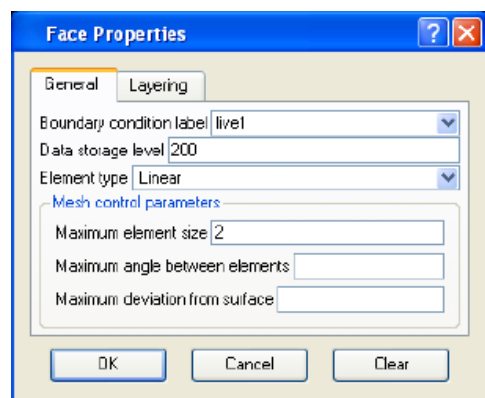 Face Properties
General Layering
Boundary condition label live1
Data storage level 200
Element type Linear
Mesh control parameters
Maximum element size 2
Maximum angle between elements
Maximum deviation from surface
OK Cancel Clear